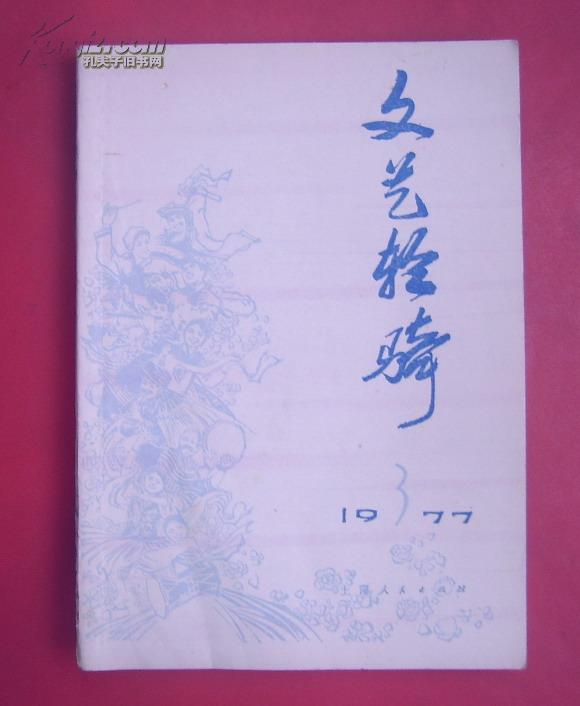 Kongfz.com
孔夫子旧书网
文艺轻骑
1977
3
上海人民出版社